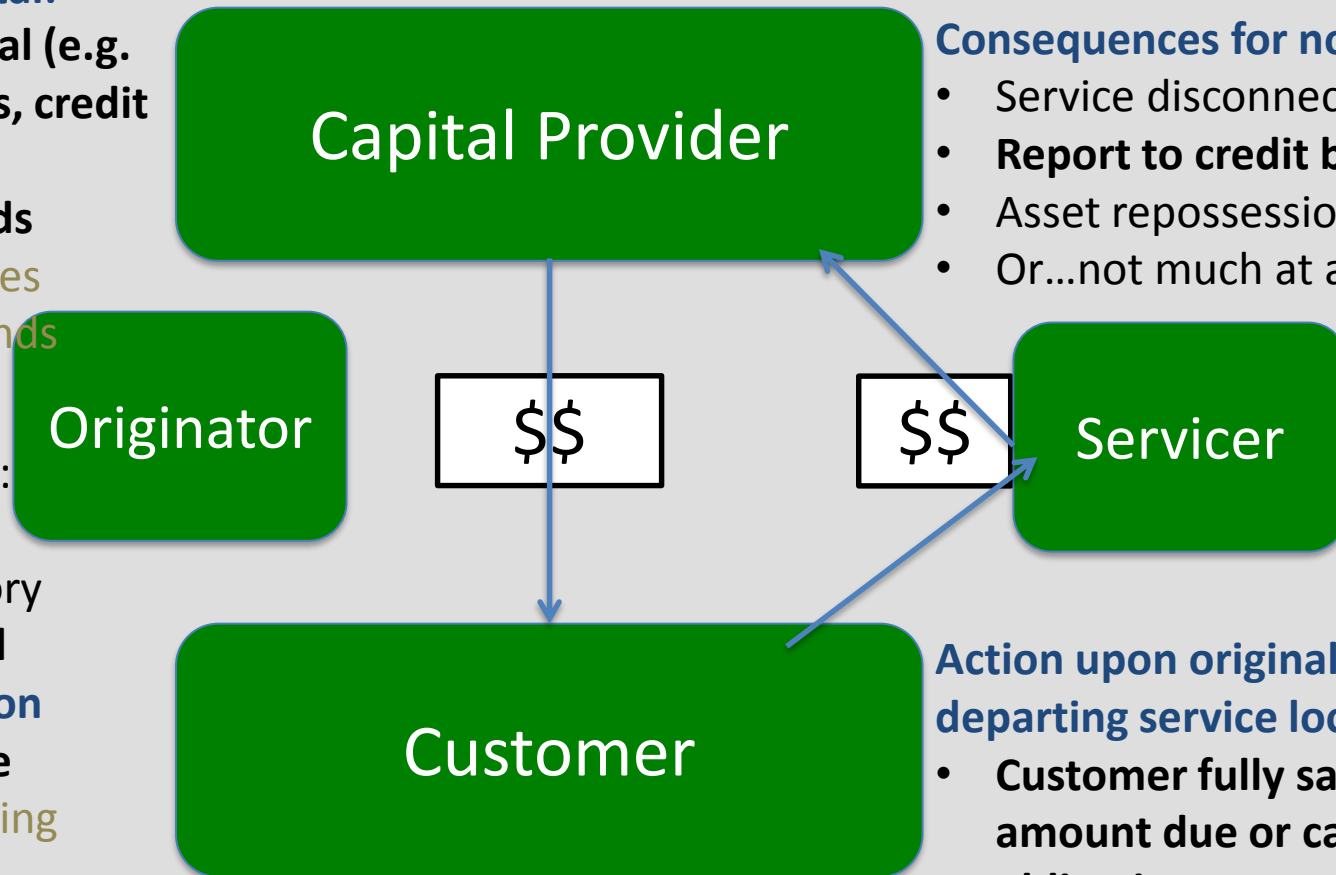 al (e.g.
s, credit
ds
es
nds
:
ory
on
e
ing
Capital Provider
Originator
$$
$$
Servicer
Customer
Consequences for no
• Service disconnec
• Report to credit b
• Asset repossessio
• Or…not much at a
Action upon original
departing service loc
• Customer fully sa
amount due or ca